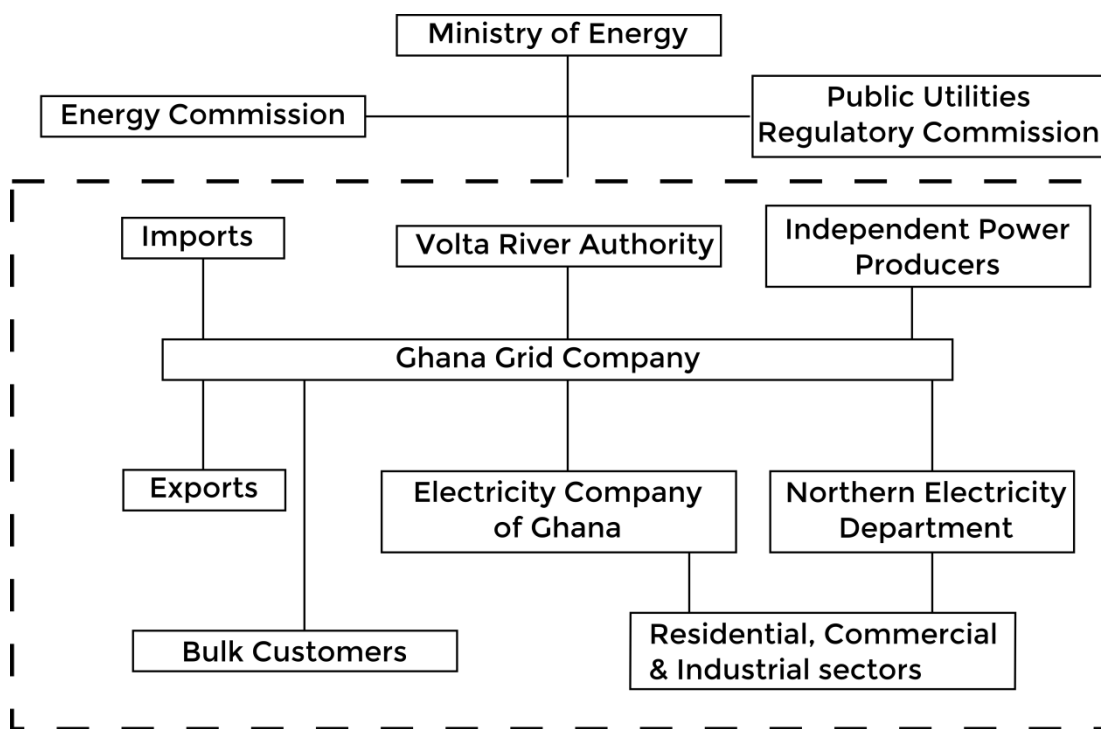 Ministry of Energy
Energy Commission
Public Utilities
Regulatory Commission
Imports
Volta River Authority
Independent Power
Producers
Ghana Grid Company
Exports
Electricity Company
of Ghana
Northern Electricity
Department
Bulk Customers
Residential, Commercial
& Industrial sectors